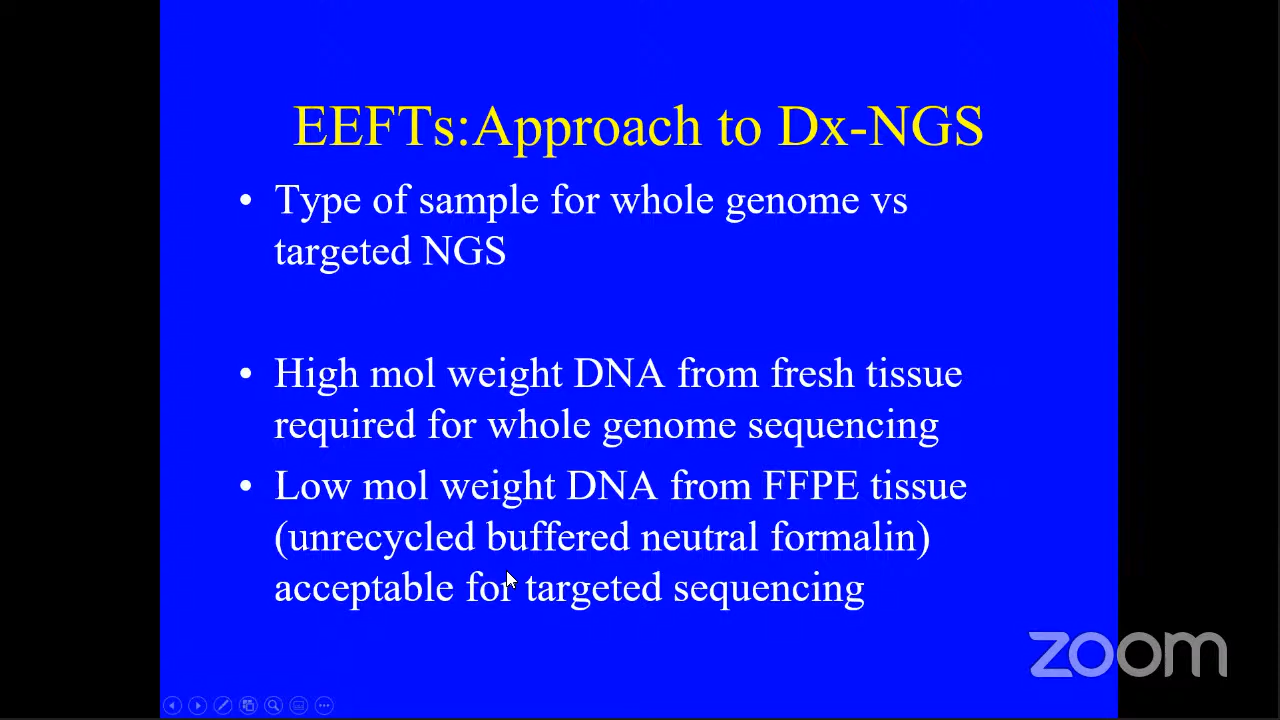 EEFTs:Approach to Dx-NGS
• Type of sample for whole genome vs
targeted NGS
• High mol weight DNA from fresh tissue
required for whole genome sequencing
• Low mol weight DNA from FFPE tissue
(unrecycled buffered neutral formalin)
acceptable for targeted sequencing
zoom